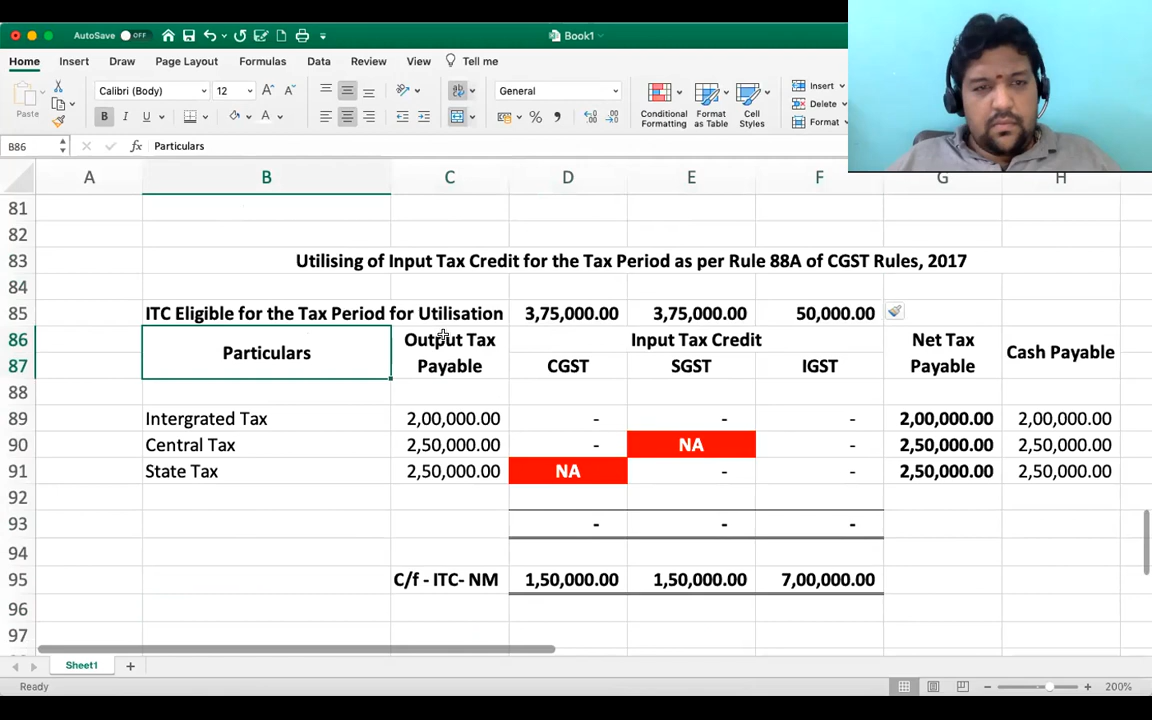 AutoSave OFF Book1
Home Insert Draw Page Layout Formulas Data Review View Tell me
Paste Calibri (Body) 12 A A General Conditional Formatting Format as Table Cell Styles Insert Delete Format
B I U A %
B86 fx Particulars
A B C D E F G H
81
82
83 Utilising of Input Tax Credit for the Tax Period as per Rule 88A of CGST Rules, 2017
84
85 ITC Eligible for the Tax Period for Utilisation 3,75,000.00 3,75,000.00 50,000.00
86 Particulars Output Tax Input Tax Credit Net Tax Cash Payable
87 Payable CGST SGST IGST Payable
88
89 Intergrated Tax 2,00,000.00 - - - 2,00,000.00 2,00,000.00
90 Central Tax 2,50,000.00 - NA - 2,50,000.00 2,50,000.00
91 State Tax 2,50,000.00 NA - - 2,50,000.00 2,50,000.00
92
93 - - -
94
95 C/f - ITC- NM 1,50,000.00 1,50,000.00 7,00,000.00
96
97
Sheet1 +
Ready 200%